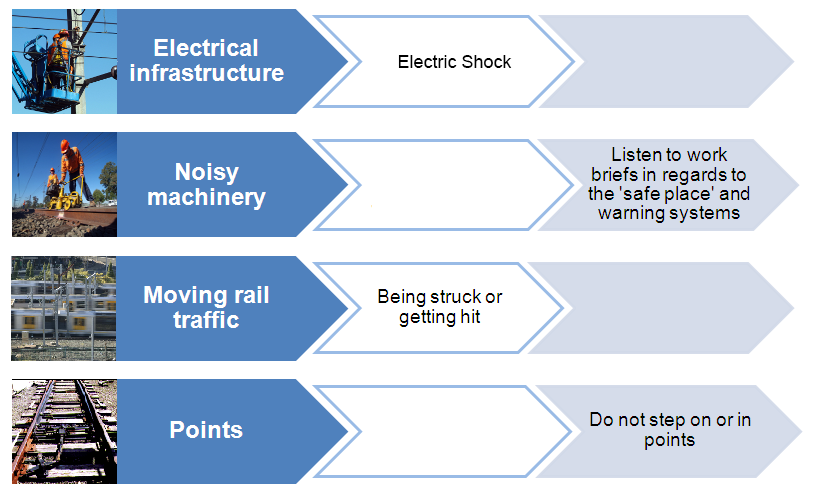 Electrical
infrastructure
Electric Shock
Noisy
machinery
Listen to work
briefs in regards to
the 'safe place' and
warning systems
Moving rail
traffic
Being struck or
getting hit
Points
Do not step on or in
points